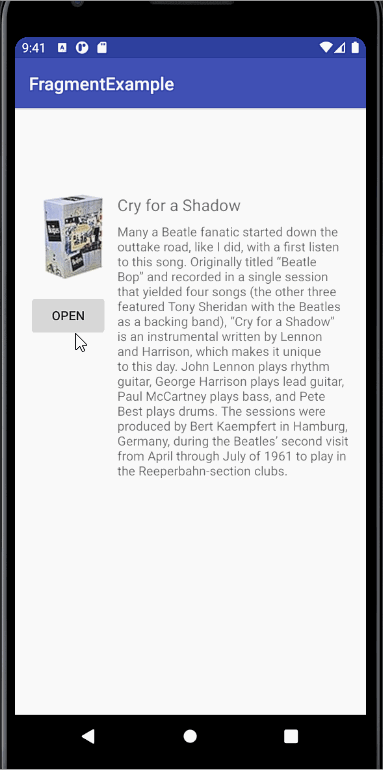 9:41
FragmentExample
Cry for a Shadow
Many a Beatle fanatic started down the
outtake road, like I did, with a first listen
to this song. Originally titled “Beatle
Bop” and recorded in a single session
that yielded four songs (the other three
featured Tony Sheridan with the Beatles
as a backing band), “Cry for a Shadow”
is an instrumental written by Lennon
and Harrison, which makes it unique
to this day. John Lennon plays rhythm
guitar, George Harrison plays lead guitar,
Paul McCartney plays bass, and Pete
Best plays drums. The sessions were
produced by Bert Kaempfert in Hamburg,
Germany, during the Beatles’ second visit
from April through July of 1961 to play in
the Reeperbahn-section clubs.
OPEN